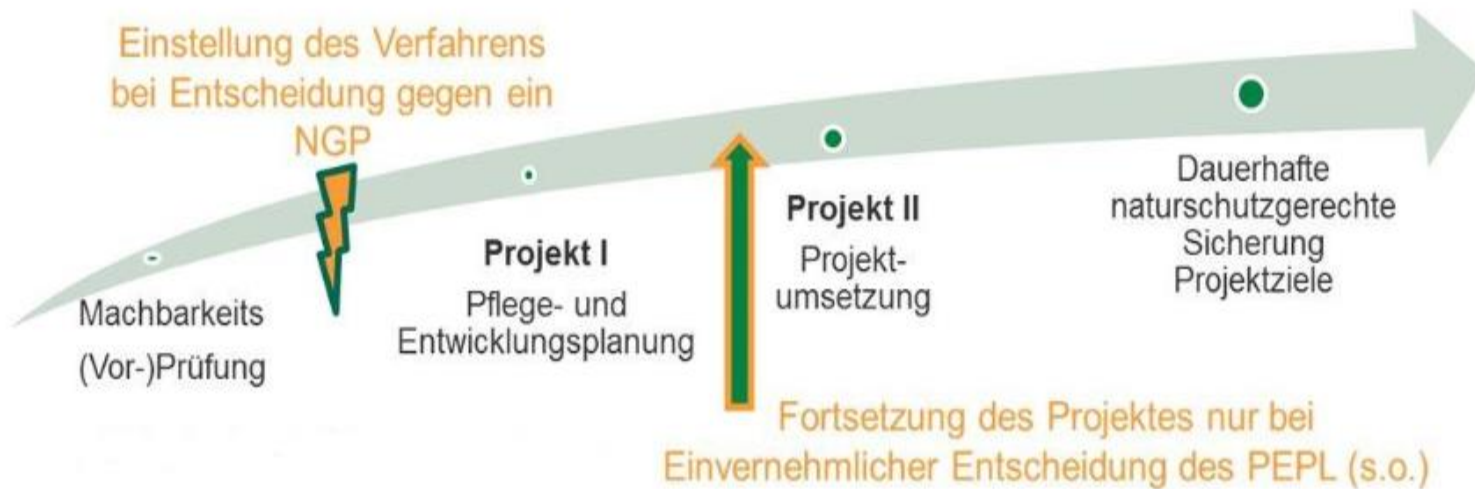 Einstellung des Verfahrens
bei Entscheidung gegen ein
NGP
Machbarkeits
(Vor-)Prüfung
Projekt I
Pflege- und
Entwicklungsplanung
Projekt II
Projekt-
umsetzung
Dauerhafte
naturschutzgerechte
Sicherung
Projektziele
Fortsetzung des Projektes nur bei
Einvernehmlicher Entscheidung des PEPL (s.o.)